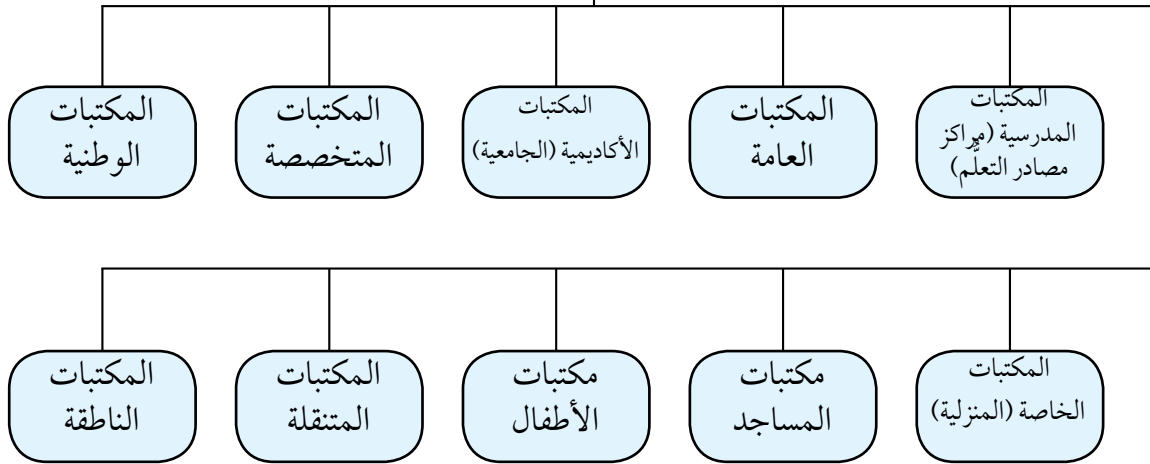 المكتبات
المدرسية (مراكز
مصادر التعلُّم)
المكتبات
العامة
المكتبات
الأكاديمية (الجامعية)
المكتبات
المتخصصة
المكتبات
الوطنية
المكتبات
الخاصة (المنزلية)
مكتبات
المساجد
مكتبات
الأطفال
المكتبات
المتنقلة
المكتبات
الناطقة